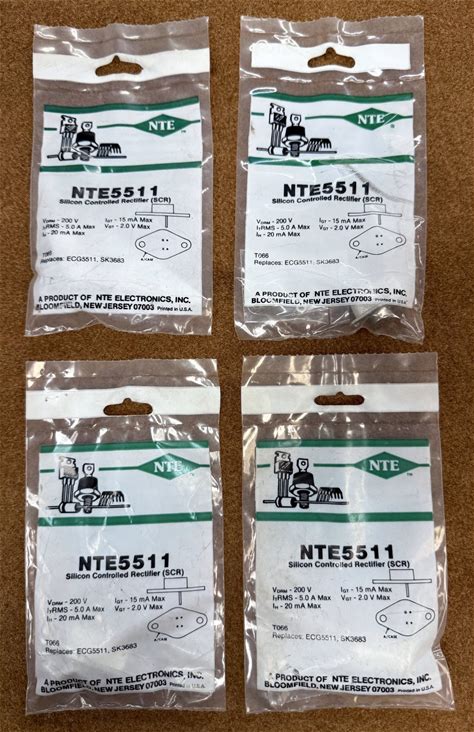 NTE
NTE5511
Silicon Controlled Rectifier (SCR)
VDRM - 200 V IGT - 15 mA Max
ITRMS - 5.0 A Max VGT - 2.0 V Max
IH - 20 mA Max
T066
Replaces: ECG5511, SK3683
A/CASE
A PRODUCT OF NTE ELECTRONICS, INC.
BLOOMFIELD, NEW JERSEY 07003 Printed in U.S.A.
NTE
NTE5511
Silicon Controlled Rectifier (SCR)
VDRM - 200 V IGT - 15 mA Max
ITRMS - 5.0 A Max VGT - 2.0 V Max
IH - 20 mA Max
T066
Replaces: ECG5511, SK3683
A/CASE
A PRODUCT OF NTE ELECTRONICS, INC.
BLOOMFIELD, NEW JERSEY 07003 Printed in U.S.A.
NTE
NTE5511
Silicon Controlled Rectifier (SCR)
VDRM - 200 V IGT - 15 mA Max
ITRMS - 5.0 A Max VGT - 2.0 V Max
IH - 20 mA Max
T066
Replaces: ECG5511, SK3683
A/CASE
A PRODUCT OF NTE ELECTRONICS, INC.
BLOOMFIELD, NEW JERSEY 07003 Printed in U.S.A.
NTE
TM
NTE5511
Silicon Controlled Rectifier (SCR)
VDRM - 200 V IGT - 15 mA Max
ITRMS - 5.0 A Max VGT - 2.0 V Max
IH - 20 mA Max
T066
Replaces: ECG5511, SK3683
A/CASE
A PRODUCT OF NTE ELECTRONICS, INC.
BLOOMFIELD, NEW JERSEY 07003 Printed in U.S.A.